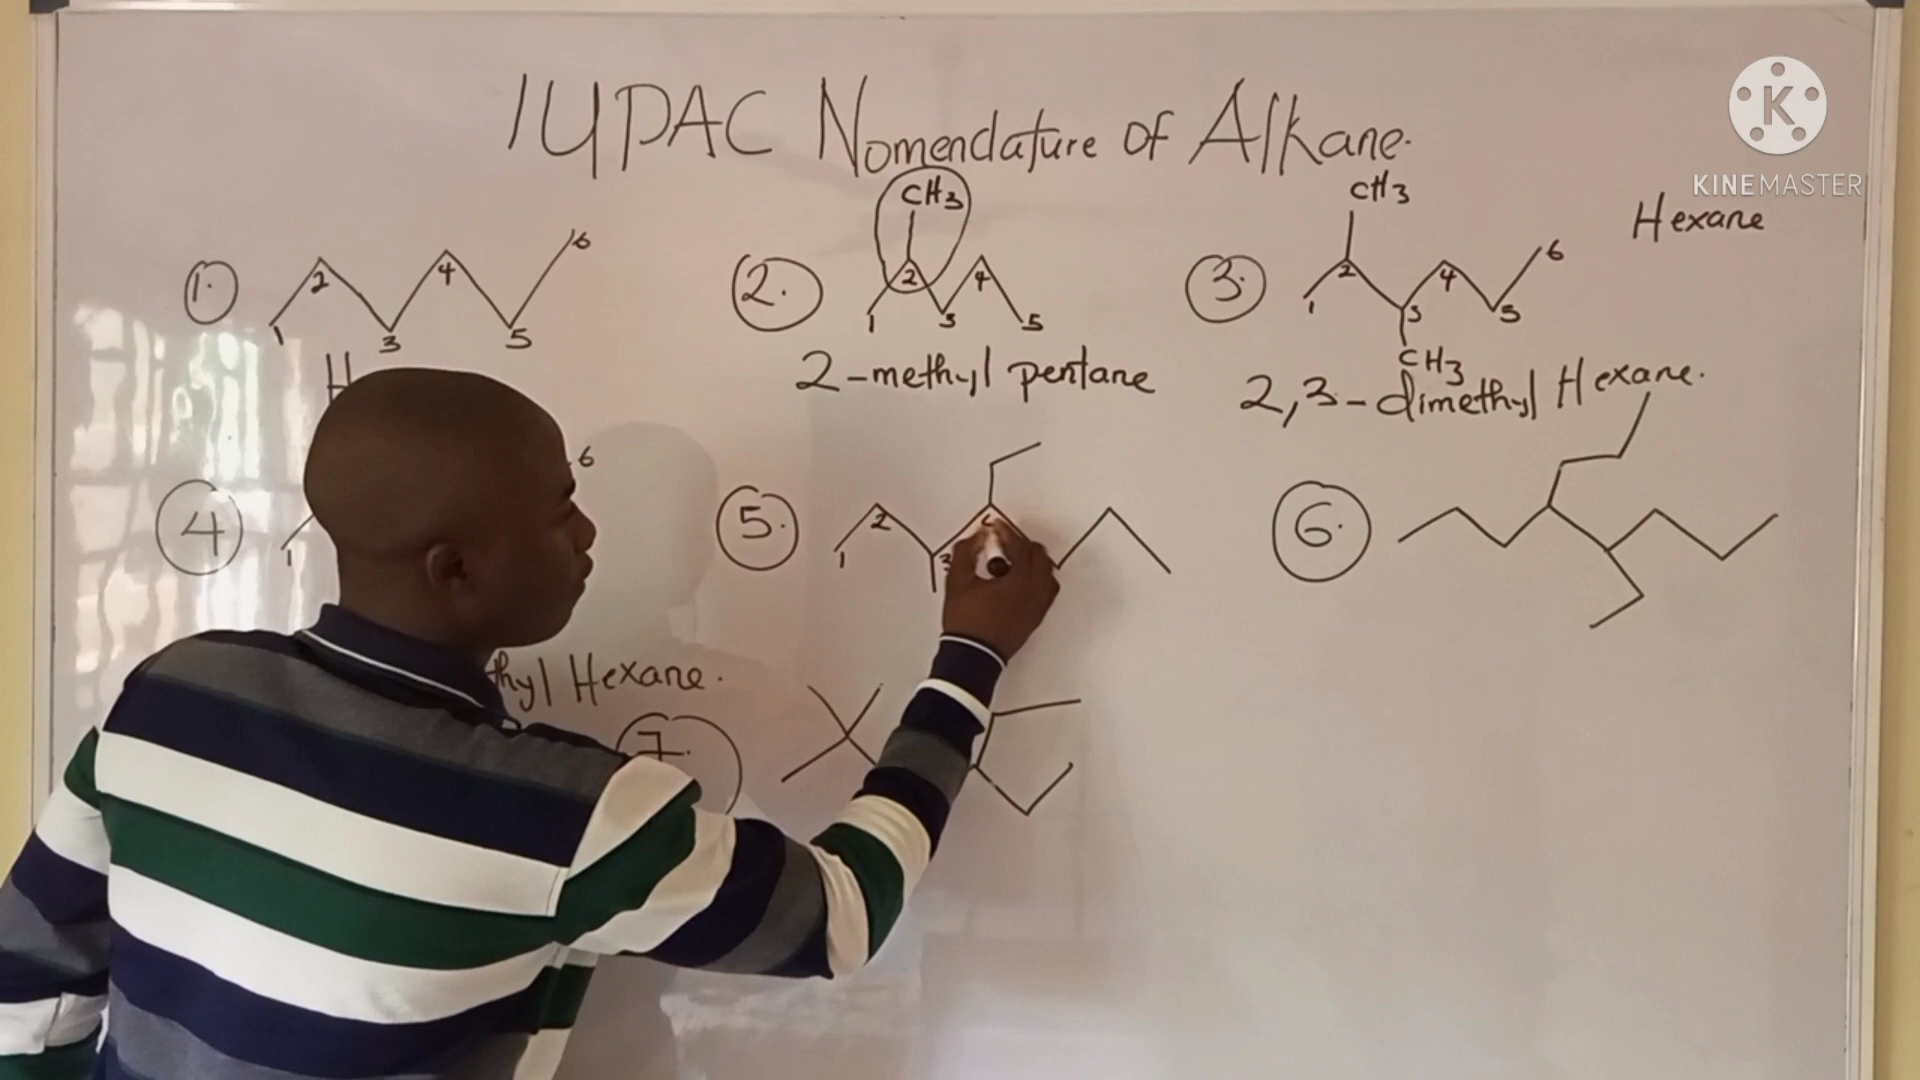 IUPAC Nomenclature of Alkane.
KINEMASTER
K
1. 1 2 3 4 5 6
H
2. CH3 1 2 3 4 5
2-methyl pentane
3. CH3 1 2 3 4 5 6 CH3
Hexane
2,3-dimethyl Hexane.
4 1 6
thyl Hexane.
5. 1 2 3
6.
7.